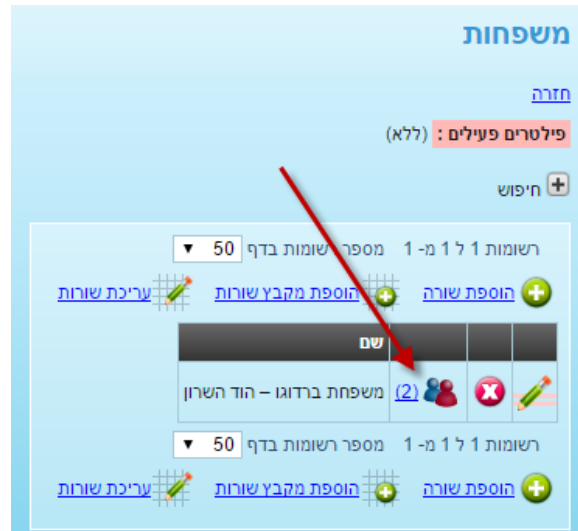 משפחות
חזרה
פילטרים פעילים : (ללא)
חיפוש
רשומות 1 ל 1 מ- 1 מספר רשומות בדף 50
הוספת שורה הוספת מקבץ שורות עריכת שורות
שם
(2) משפחת ברדוגו – הוד השרון
רשומות 1 ל 1 מ- 1 מספר רשומות בדף 50
הוספת שורה הוספת מקבץ שורות עריכת שורות